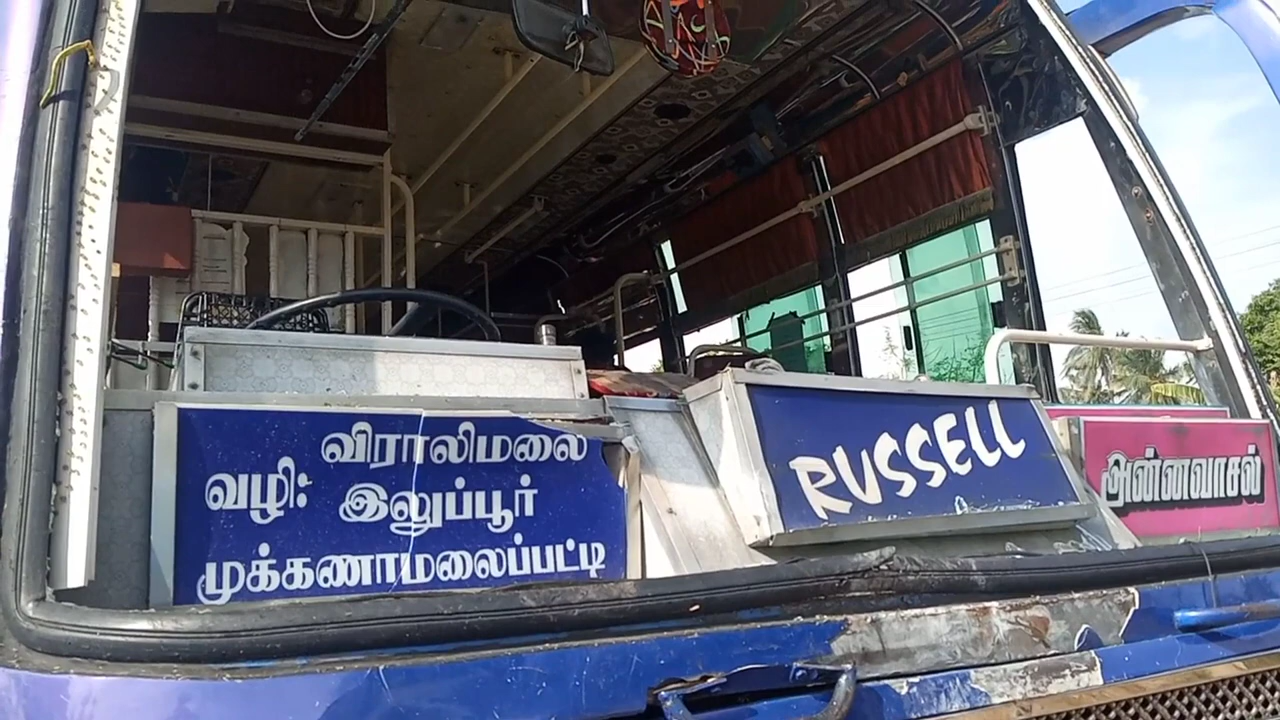 விராலிமலை
வழி: இலுப்பூர்
முக்கணாமலைப்பட்டி
RUSSELL
அன்னவாசல்